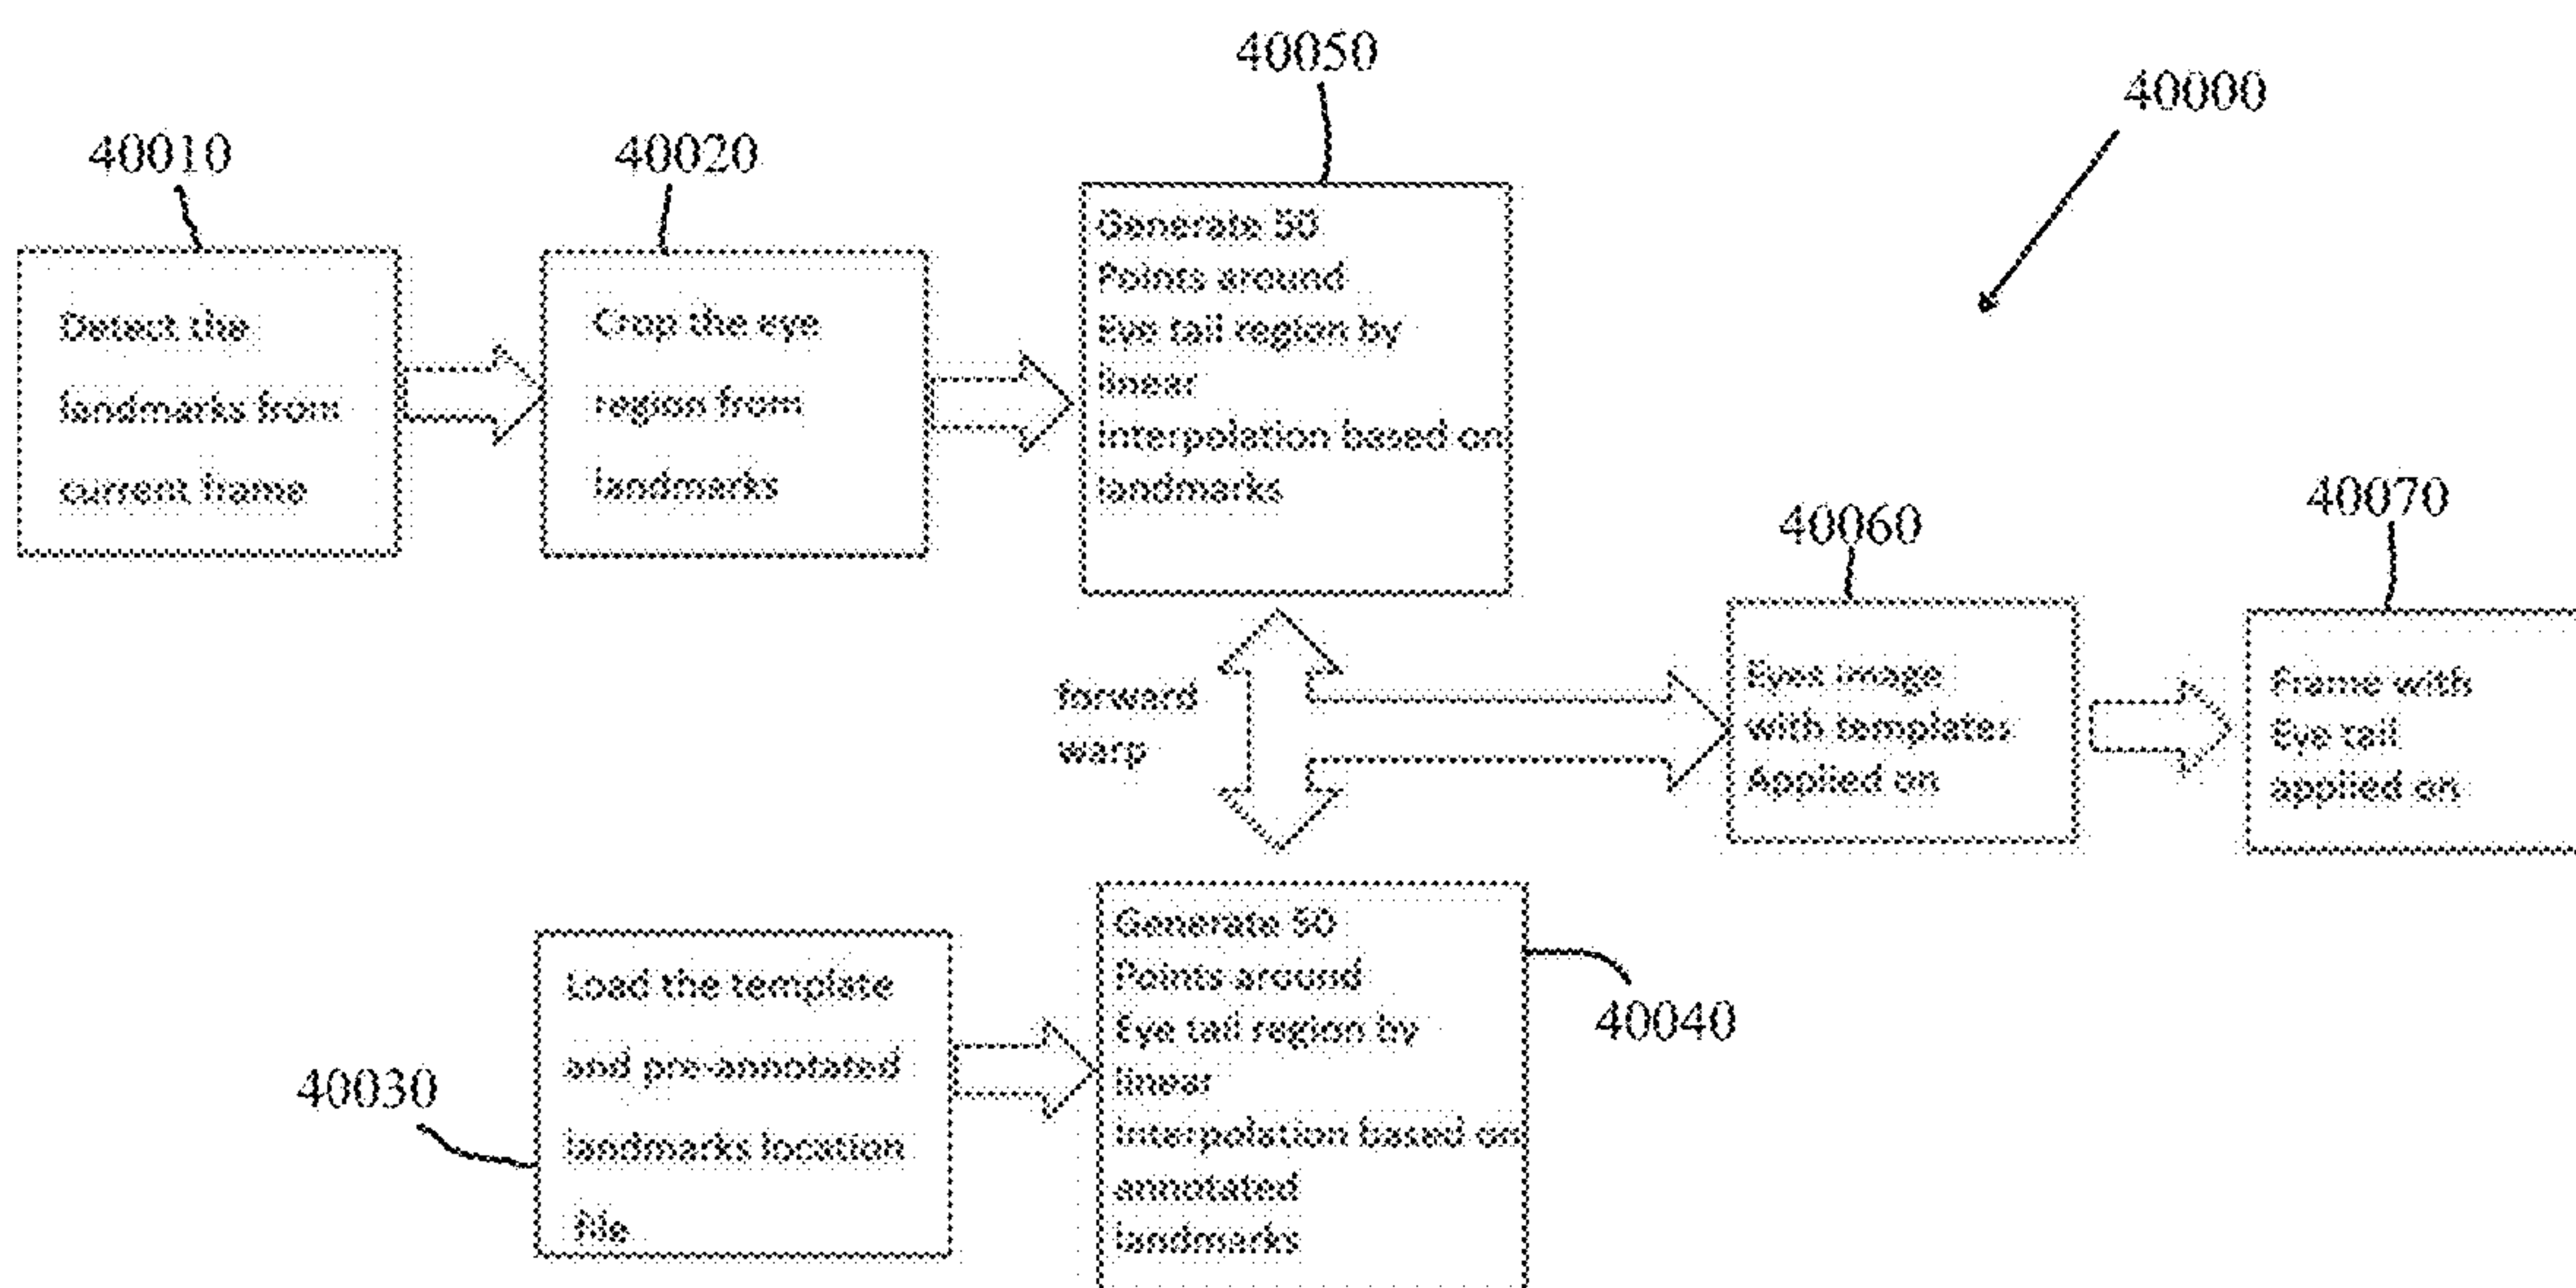 40050
40000
40010
40020
Detect the
landmarks from
current frame
Crop the eye
region from
landmarks
Generate 50
Points around
Eye tail region by
linear
Interpolation based on
landmarks
40060
40070
forward
warp
Eyes image
with templates
Applied on
Frame with
Eye tail
applied on
40030
Load the template
and pre-annotated
landmarks location
file
Generate 50
Points around
Eye tail region by
linear
Interpolation based on
annotated
landmarks
40040